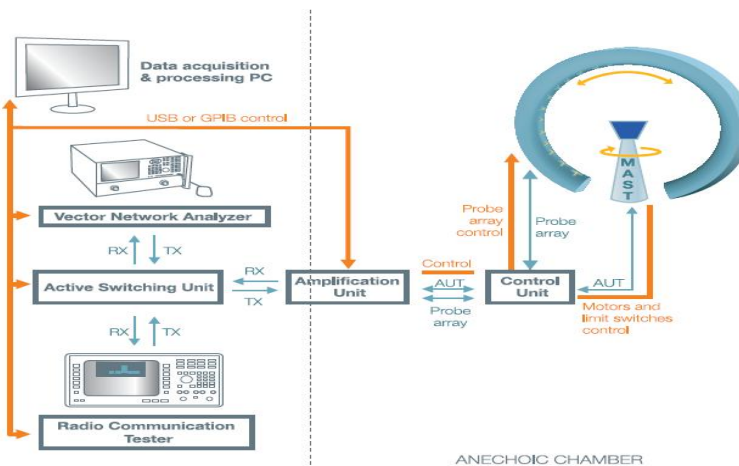 Data acquisition
& processing PC
USB or GPIB control
Vector Network Analyzer
RX
TX
Active Switching Unit
RX
TX
Amplification
Unit
Control
AUT
Probe
array
Control
Unit
Probe
array
control
Probe
array
MAST
AUT
Motors and
limit switches
control
RX
TX
Radio Communication
Tester
ANECHOIC CHAMBER